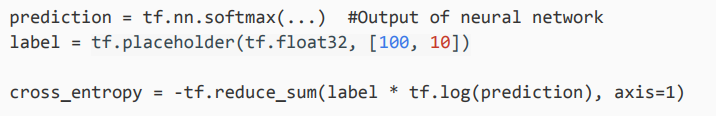 prediction = tf.nn.softmax(...)  #Output of neural network
label = tf.placeholder(tf.float32, [100, 10])
cross_entropy = -tf.reduce_sum(label * tf.log(prediction), axis=1)